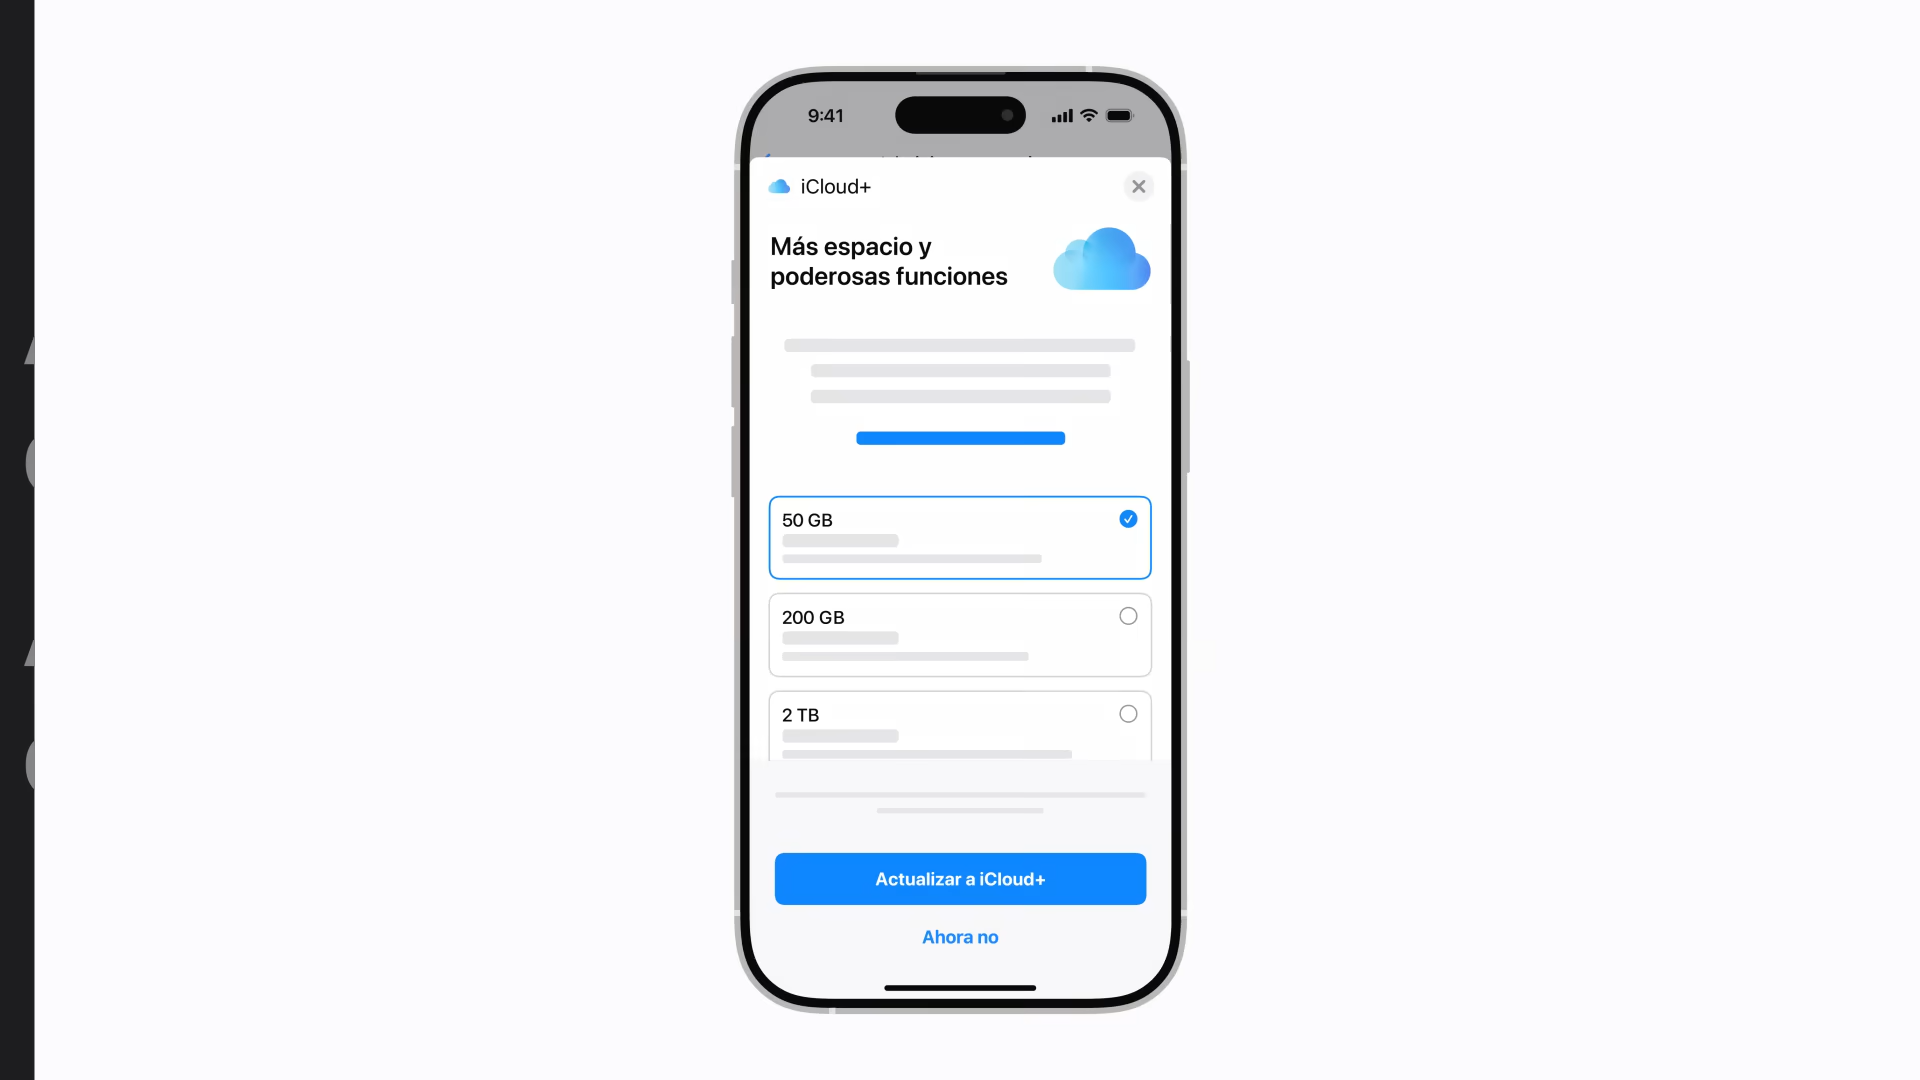 9:41
iCloud+
Más espacio y
poderosas funciones
50 GB
200 GB
2 TB
Actualizar a iCloud+
Ahora no